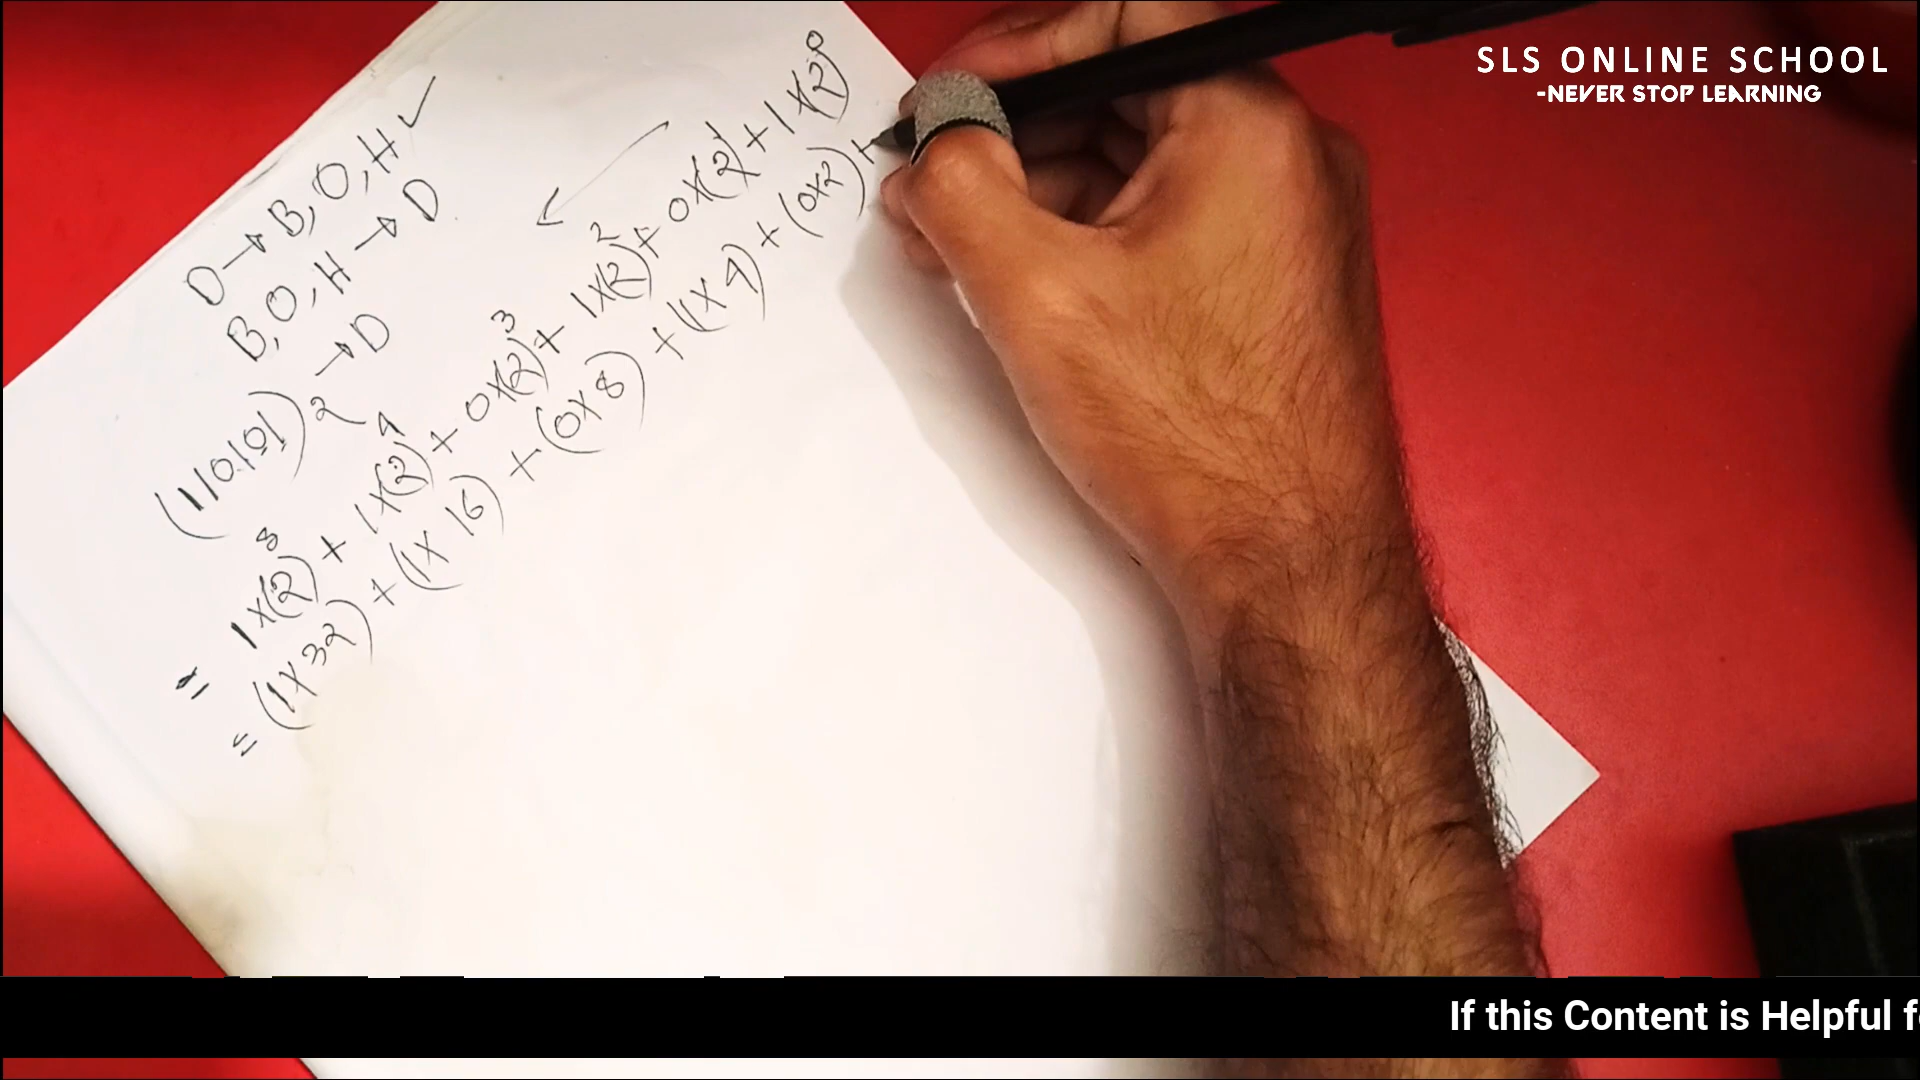 SLS ONLINE SCHOOL
-NEVER STOP LEARNING
D → B, O, H ✓
B, O, H → D
(110101)2 → D
= 1×(2)^8 + 1×(2)^4 + 0×(2)^3 + 1×(2)^2 + 0×(2)^1 + 1×(2)^0
= (1×32) + (1×16) + (0×8) + (1×4) + (0×2) +
If this Content is Helpful f